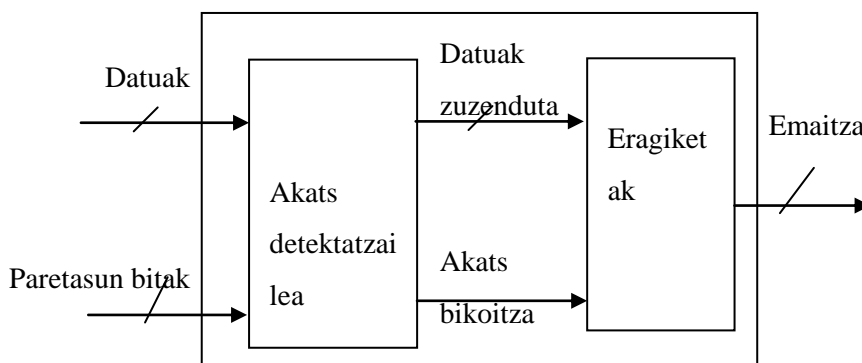 Datuak
Paretasun bitak
Akats
detektatzai
lea
Datuak
zuzenduta
Akats
bikoitza
Eragiket
ak
Emaitza